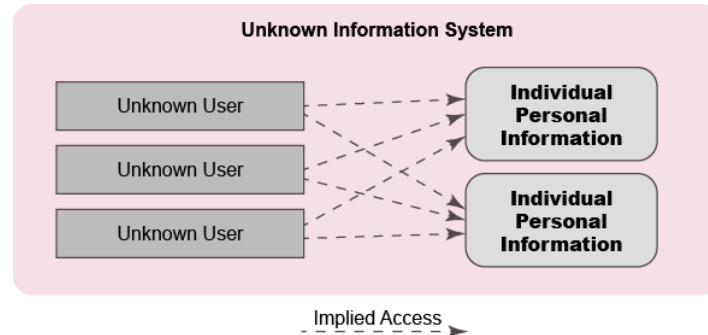 Unknown Information System
Unknown User
Individual
Personal
Information
Unknown User
Unknown User
Individual
Personal
Information
Implied Access